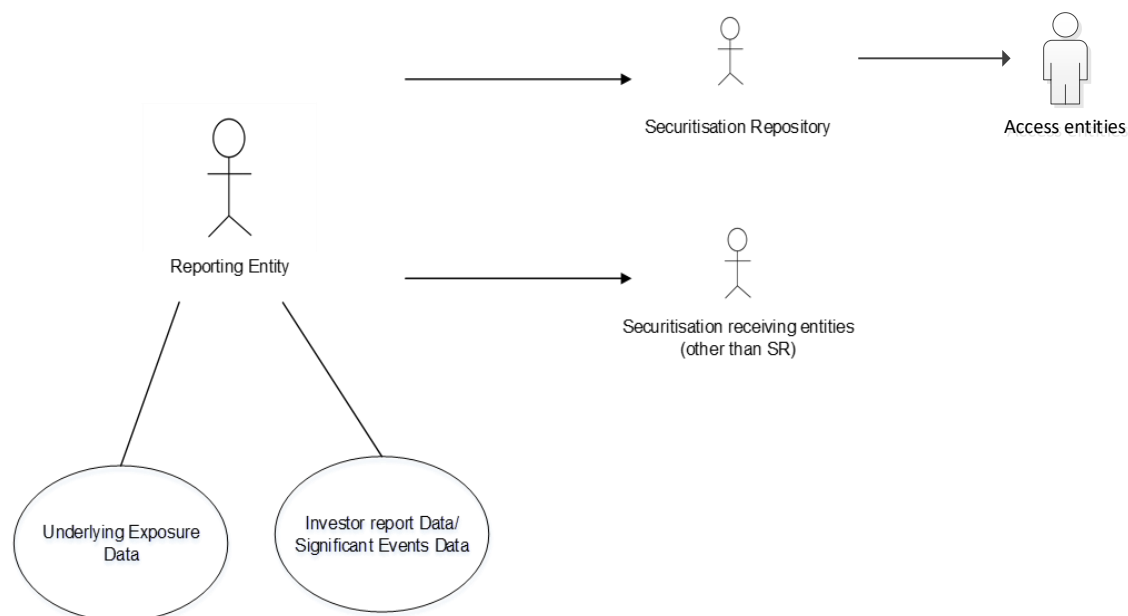 Securitisation Repository
Access entities
Reporting Entity
Securitisation receiving entities
(other than SR)
Underlying Exposure
Data
Investor report Data/
Significant Events Data